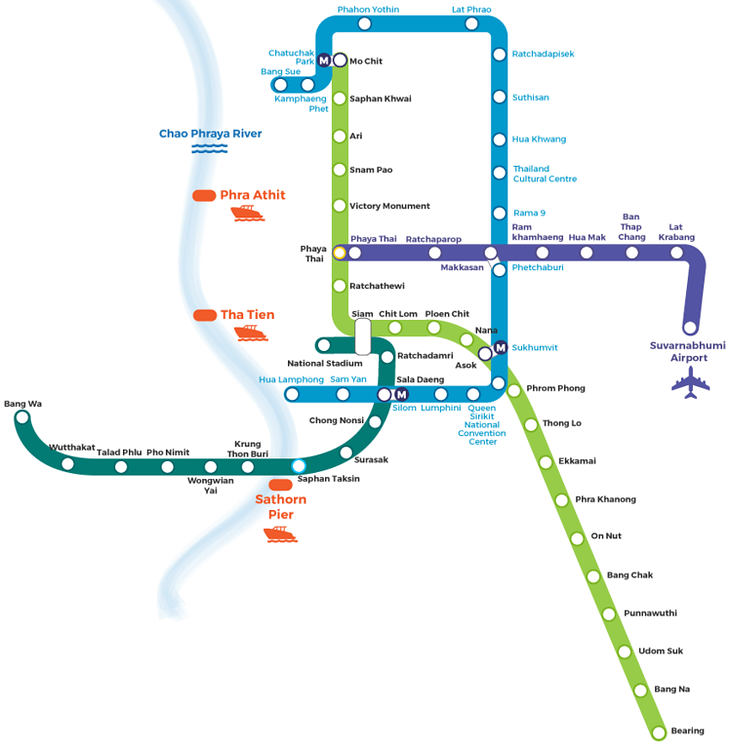 Phahon Yothin
Lat Phrao
Chatuchak
Park
M
Mo Chit
Ratchadapisek
Bang Sue
Kamphaeng
Phet
Saphan Khwai
Suthisan
Chao Phraya River
Ari
Hua Khwang
Snam Pao
Thailand
Cultural Centre
Phra Athit
Victory Monument
Rama 9
Phaya
Thai
Phaya Thai
Ratchaparop
Makkasan
Ram
khamhaeng
Hua Mak
Ban
Thap
Chang
Lat
Krabang
Phetchaburi
Ratchathewi
Tha Tien
Siam
Chit Lom
Ploen Chit
Nana
Asok
M
Sukhumvit
Suvarnabhumi
Airport
National Stadium
Ratchadamri
Hua Lamphong
Sam Yan
Sala Daeng
M
Silom
Lumphini
Queen
Sirikit
National
Convention
Center
Phrom Phong
Bang Wa
Chong Nonsi
Thong Lo
Wutthakat
Talad Phlu
Pho Nimit
Krung
Thon Buri
Wongwian
Yai
Surasak
Saphan Taksin
Ekkamai
Sathorn
Pier
Phra Khanong
On Nut
Bang Chak
Punnawuthi
Udom Suk
Bang Na
Bearing